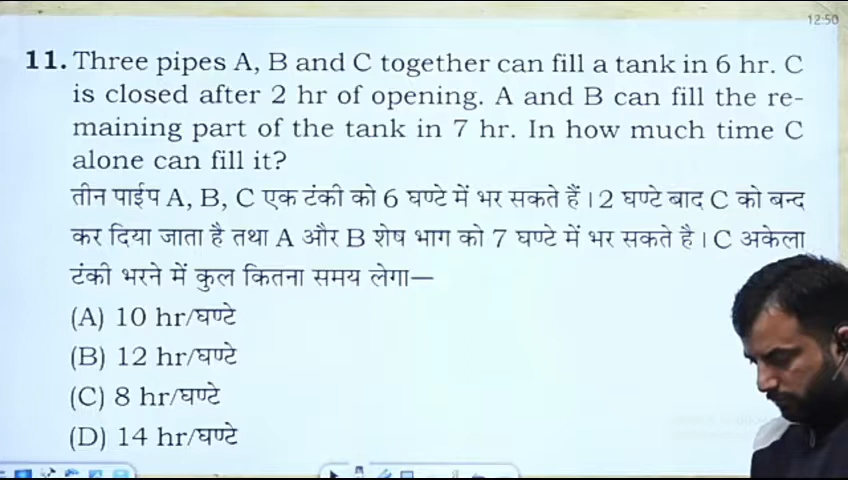 12:50
11. Three pipes A, B and C together can fill a tank in 6 hr. C
is closed after 2 hr of opening. A and B can fill the re-
maining part of the tank in 7 hr. In how much time C
alone can fill it?
तीन पाईप A, B, C एक टंकी को 6 घण्टे में भर सकते हैं। 2 घण्टे बाद C को बन्द
कर दिया जाता है तथा A और B शेष भाग को 7 घण्टे में भर सकते है। C अकेला
टंकी भरने में कुल कितना समय लेगा—
(A) 10 hr/घण्टे
(B) 12 hr/घण्टे
(C) 8 hr/घण्टे
(D) 14 hr/घण्टे